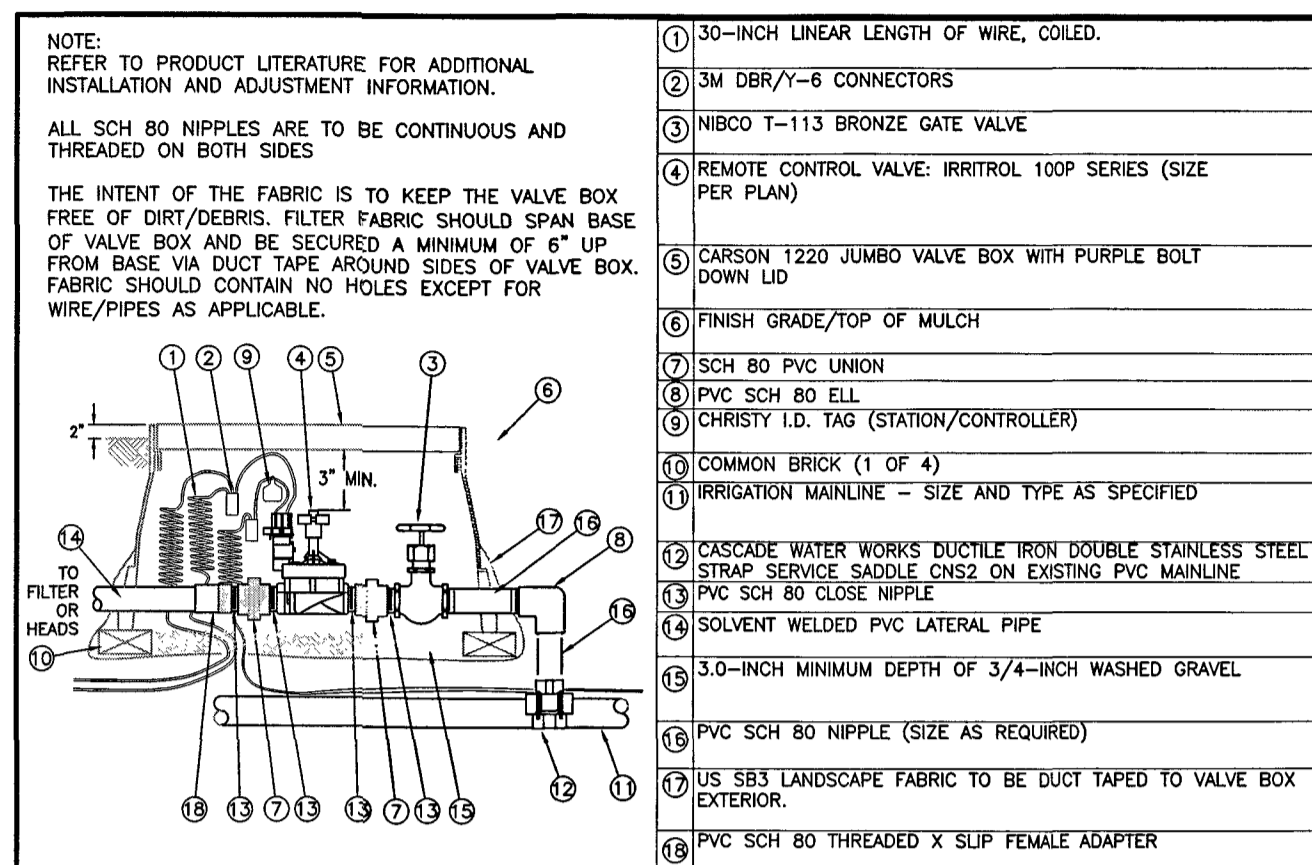 NOTE:
REFER TO PRODUCT LITERATURE FOR ADDITIONAL
INSTALLATION AND ADJUSTMENT INFORMATION.
ALL SCH 80 NIPPLES ARE TO BE CONTINUOUS AND
THREADED ON BOTH SIDES
THE INTENT OF THE FABRIC IS TO KEEP THE VALVE BOX
FREE OF DIRT/DEBRIS. FILTER FABRIC SHOULD SPAN BASE
OF VALVE BOX AND BE SECURED A MINIMUM OF 6" UP
FROM BASE VIA DUCT TAPE AROUND SIDES OF VALVE BOX.
FABRIC SHOULD CONTAIN NO HOLES EXCEPT FOR
WIRE/PIPES AS APPLICABLE.
1 2 9 4 5 3
6
2"
3" MIN.
17 16 8
14
TO
FILTER
OR
HEADS
16
10
12 11
18 13 7 13 13 7 13 15
1 30-INCH LINEAR LENGTH OF WIRE, COILED.
2 3M DBR/Y-6 CONNECTORS
3 NIBCO T-113 BRONZE GATE VALVE
4 REMOTE CONTROL VALVE: IRRITROL 100P SERIES (SIZE
PER PLAN)
5 CARSON 1220 JUMBO VALVE BOX WITH PURPLE BOLT
DOWN LID
6 FINISH GRADE/TOP OF MULCH
7 SCH 80 PVC UNION
8 PVC SCH 80 ELL
9 CHRISTY I.D. TAG (STATION/CONTROLLER)
10 COMMON BRICK (1 OF 4)
11 IRRIGATION MAINLINE - SIZE AND TYPE AS SPECIFIED
12 CASCADE WATER WORKS DUCTILE IRON DOUBLE STAINLESS STEEL
STRAP SERVICE SADDLE CNS2 ON EXISTING PVC MAINLINE
13 PVC SCH 80 CLOSE NIPPLE
14 SOLVENT WELDED PVC LATERAL PIPE
15 3.0-INCH MINIMUM DEPTH OF 3/4-INCH WASHED GRAVEL
16 PVC SCH 80 NIPPLE (SIZE AS REQUIRED)
17 US SB3 LANDSCAPE FABRIC TO BE DUCT TAPED TO VALVE BOX
EXTERIOR.
18 PVC SCH 80 THREADED X SLIP FEMALE ADAPTER